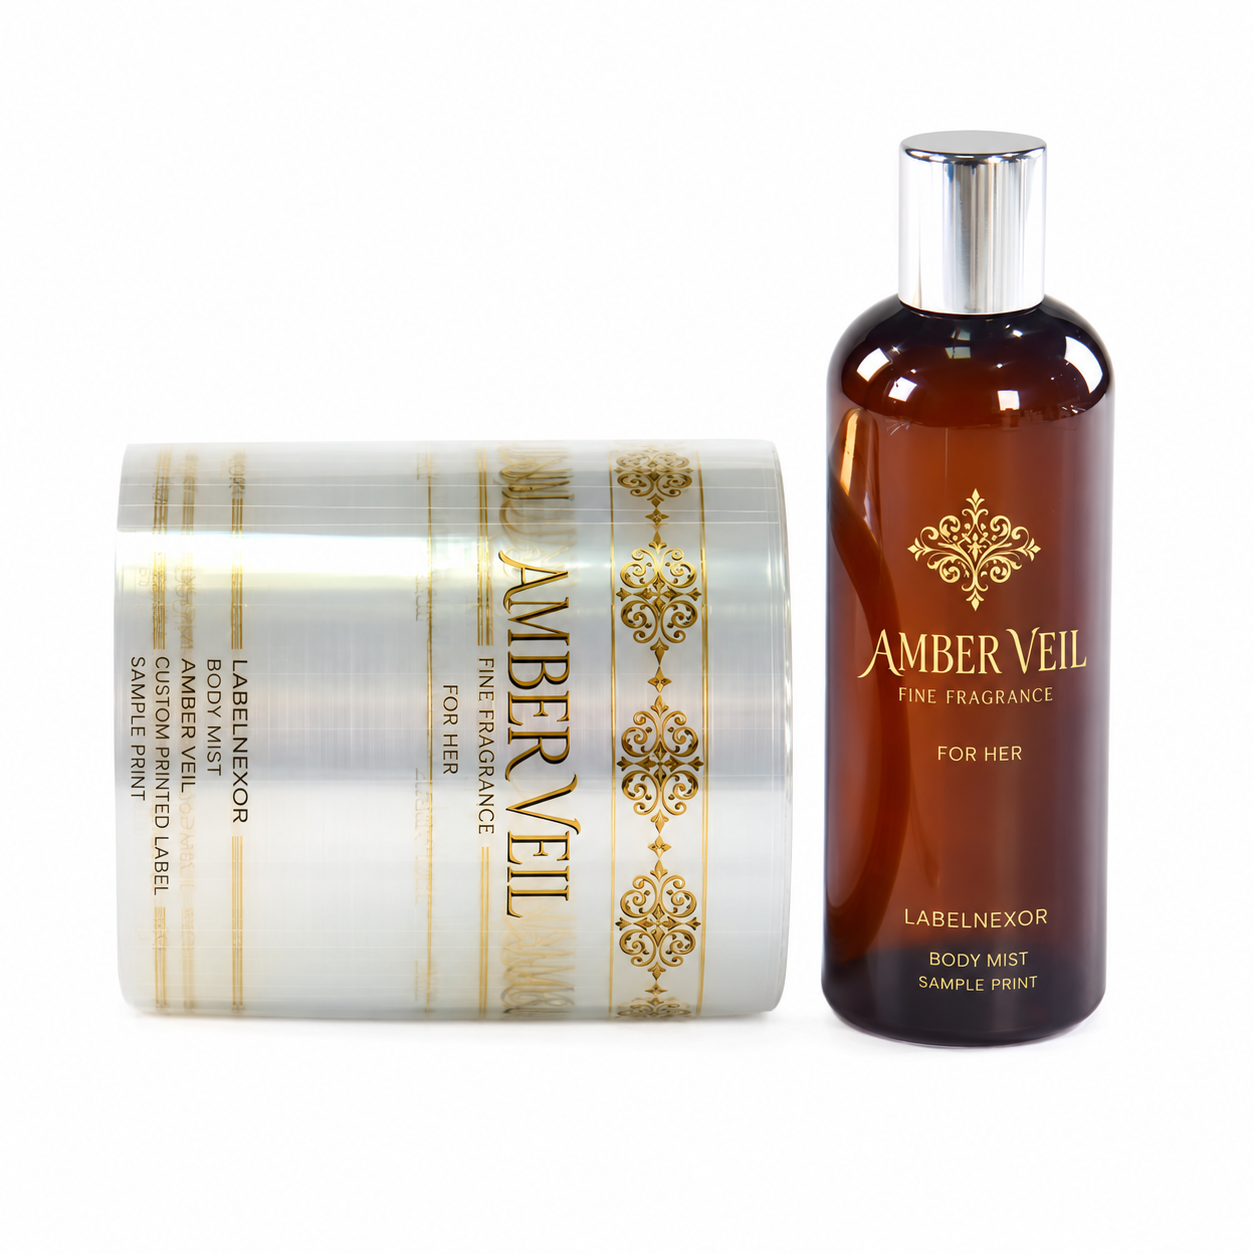 AMBER VEIL
FINE FRAGRANCE
FOR HER
LABELNEXOR
BODY MIST
AMBER VEIL
CUSTOM PRINTED LABEL
SAMPLE PRINT
AMBER VEIL
FINE FRAGRANCE
FOR HER
LABELNEXOR
BODY MIST
SAMPLE PRINT